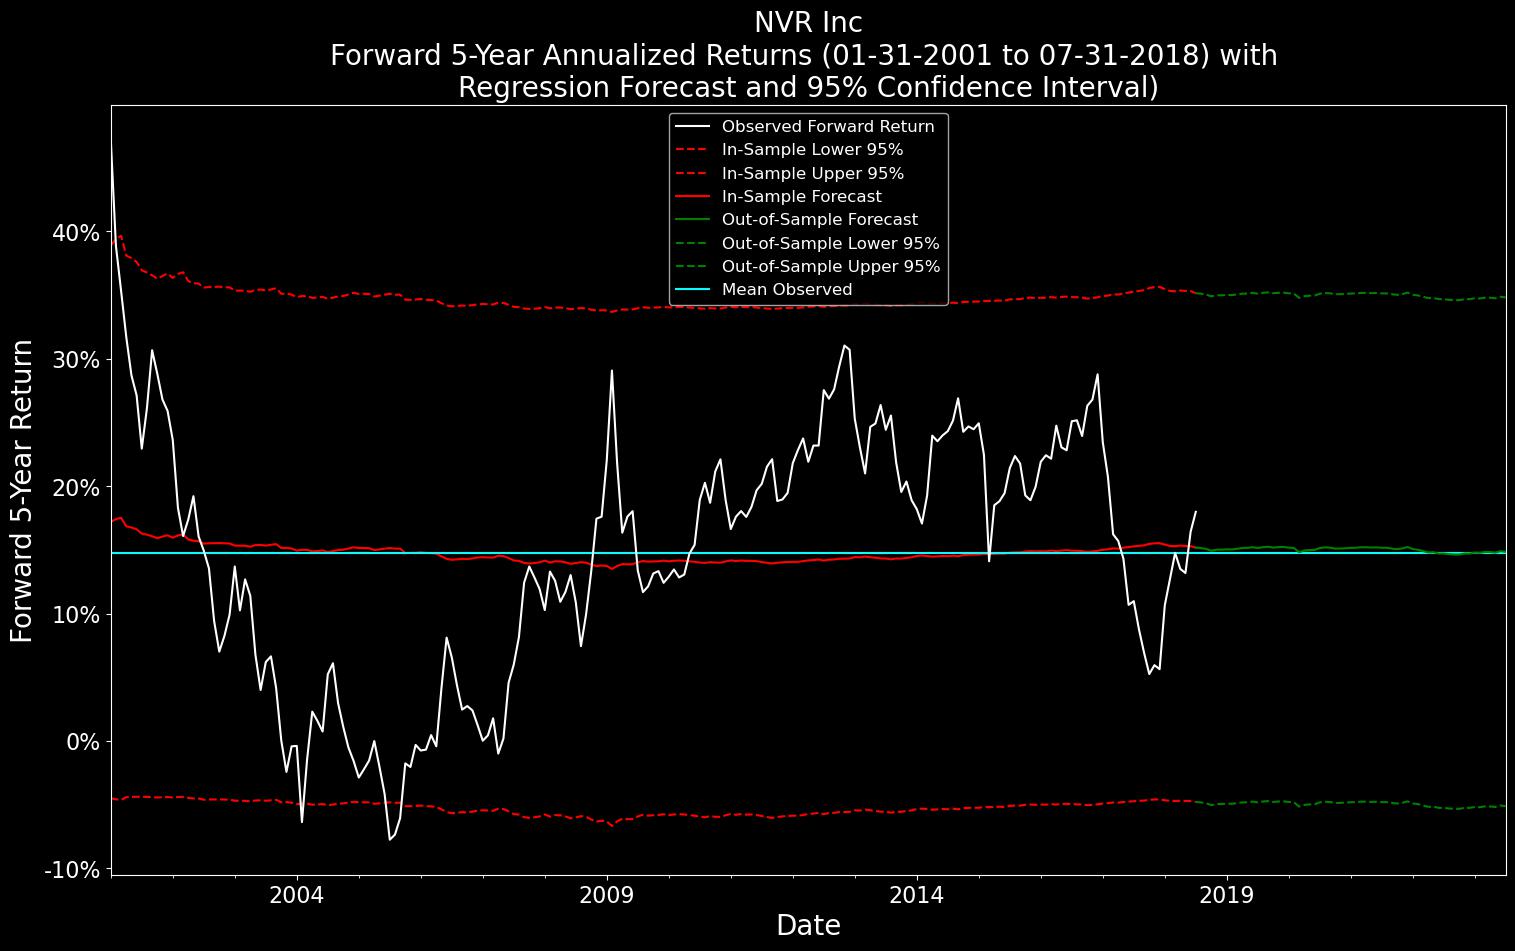 NVR Inc
Forward 5-Year Annualized Returns (01-31-2001 to 07-31-2018) with
Regression Forecast and 95% Confidence Interval)
Observed Forward Return
In-Sample Lower 95%
In-Sample Upper 95%
In-Sample Forecast
Out-of-Sample Forecast
Out-of-Sample Lower 95%
Out-of-Sample Upper 95%
Mean Observed
Forward 5-Year Return
40%
30%
20%
10%
0%
-10%
2004
2009
2014
2019
Date